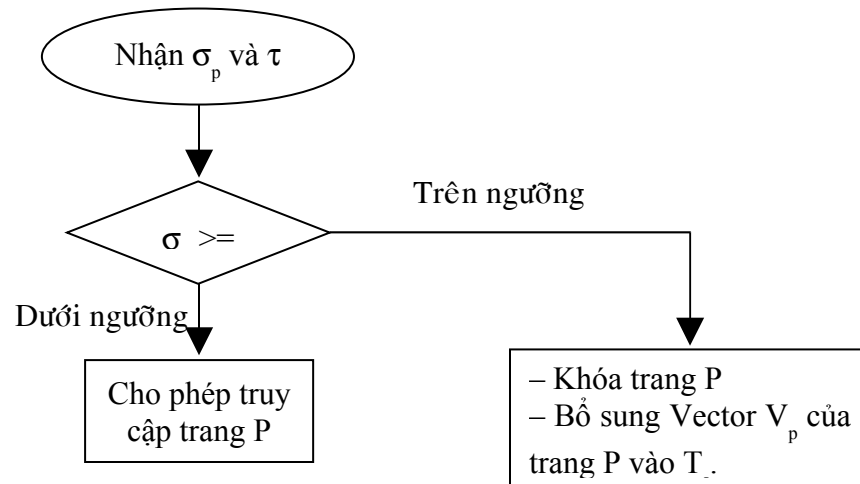 Nhận σp và τ
Trên ngưỡng
σ >=
Dưới ngưỡng
Cho phép truy
cập trang P
– Khóa trang P
– Bổ sung Vector Vp của
trang P vào T